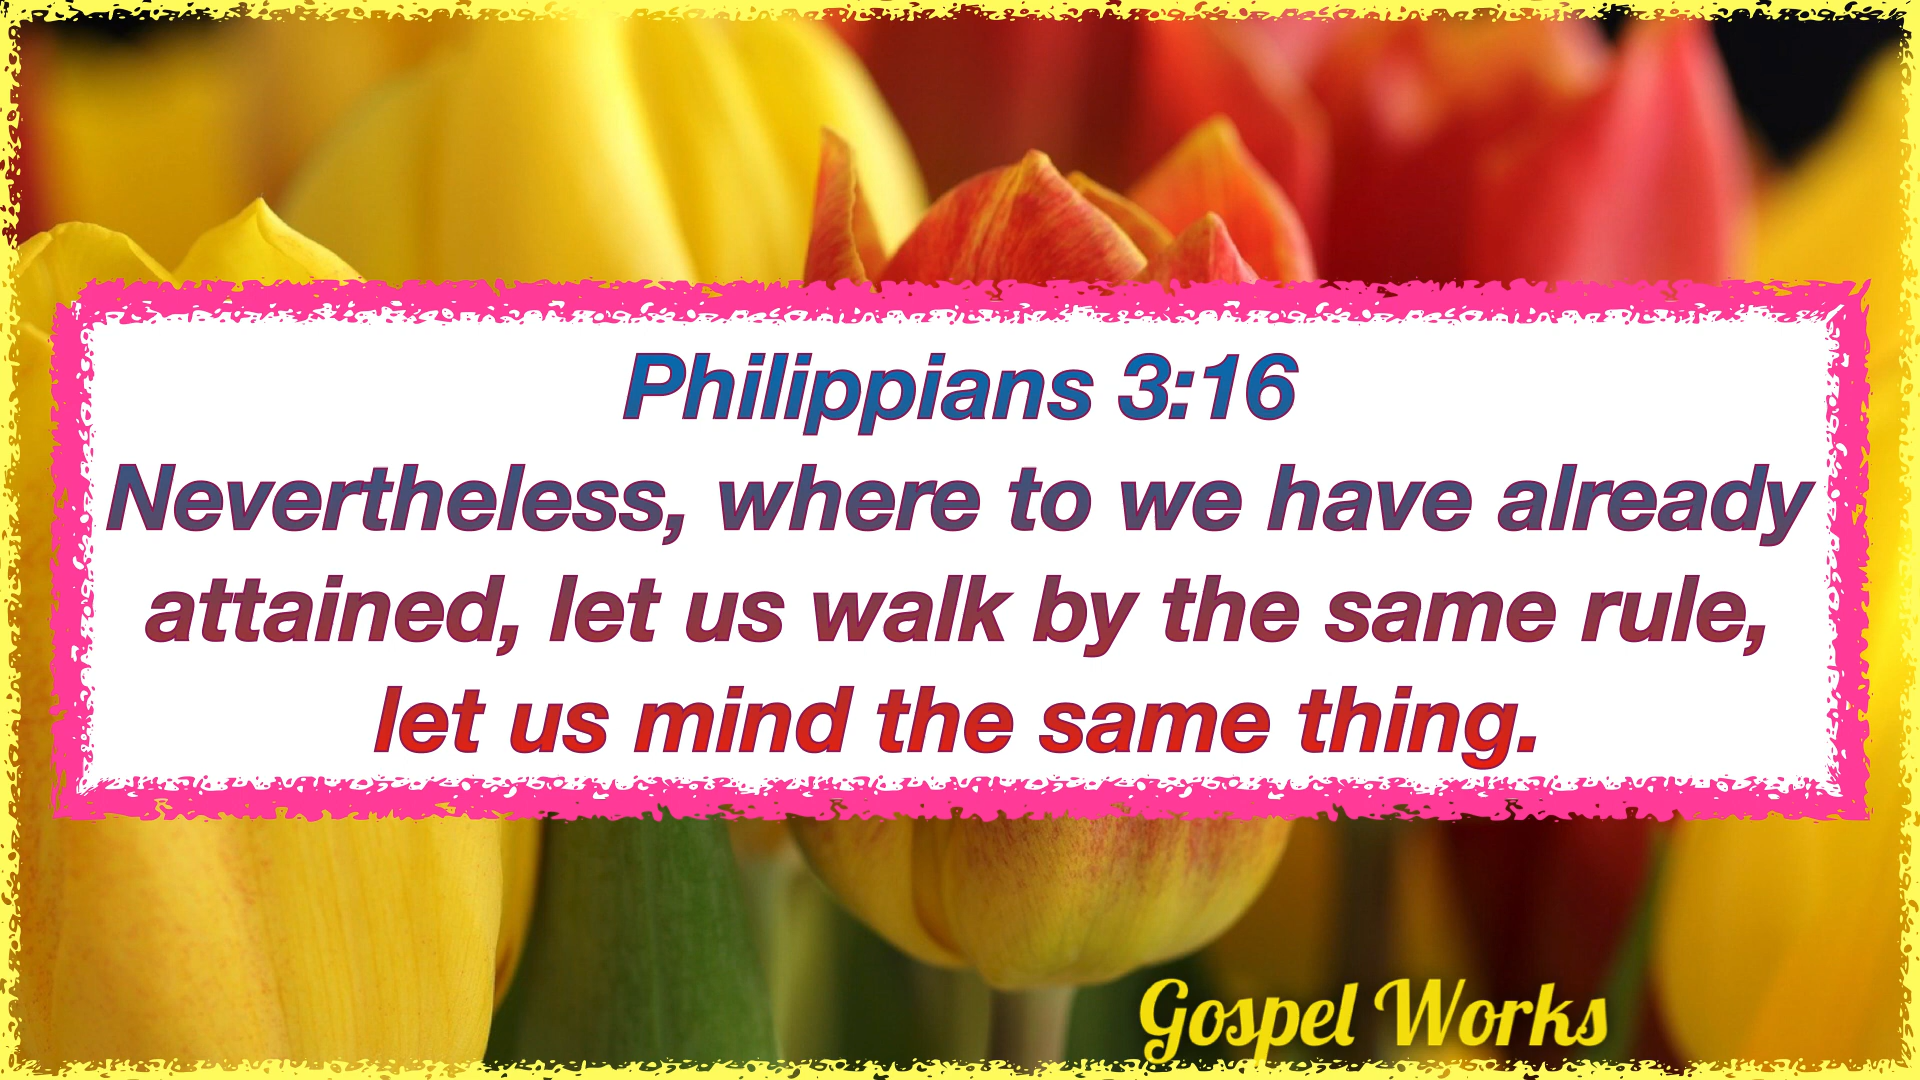 Philippians 3:16
Nevertheless, where to we have already
attained, let us walk by the same rule,
let us mind the same thing.
Gospel Works